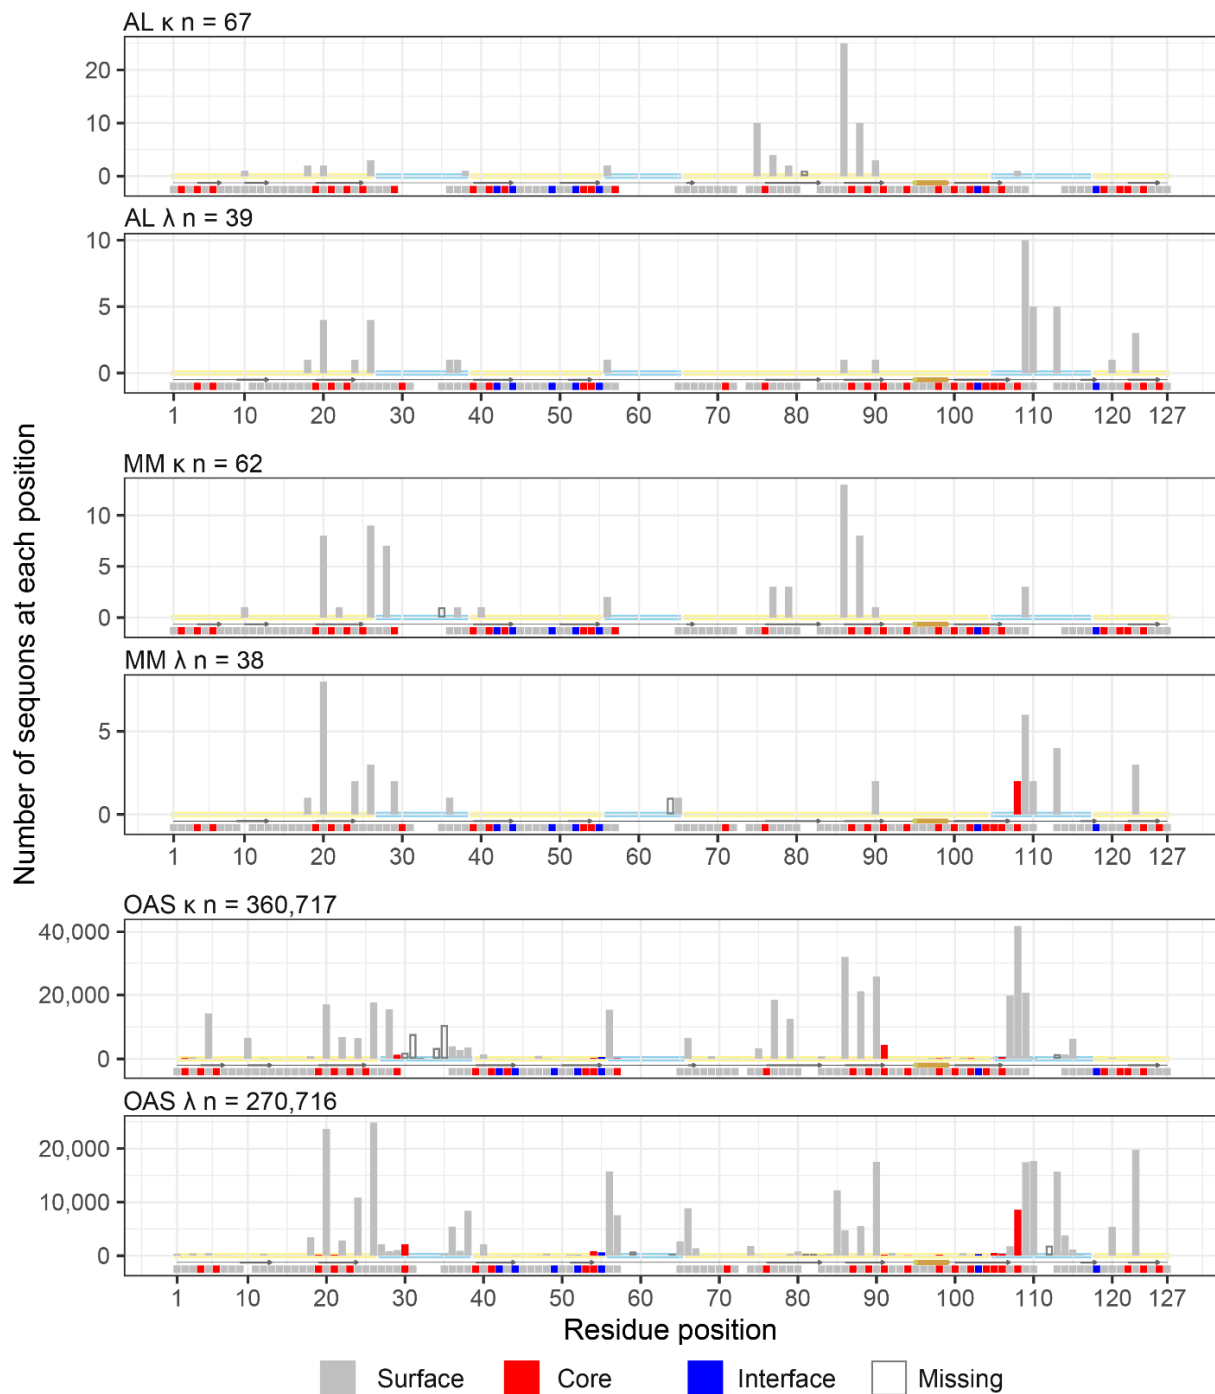 AL κ n = 67
20
10
0
AL λ n = 39
10
5
0
1 10 20 30 40 50 60 70 80 90 100 110 120 127
MM κ n = 62
10
5
0
MM λ n = 38
5
0
1 10 20 30 40 50 60 70 80 90 100 110 120 127
OAS κ n = 360,717
40,000
20,000
0
OAS λ n = 270,716
20,000
10,000
0
1 10 20 30 40 50 60 70 80 90 100 110 120 127
Number of sequons at each position
Residue position
Surface Core Interface Missing